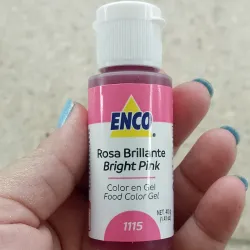 ENCO
Rosa Brillante
Bright Pink
Color en Gel
Food Color Gel
1115